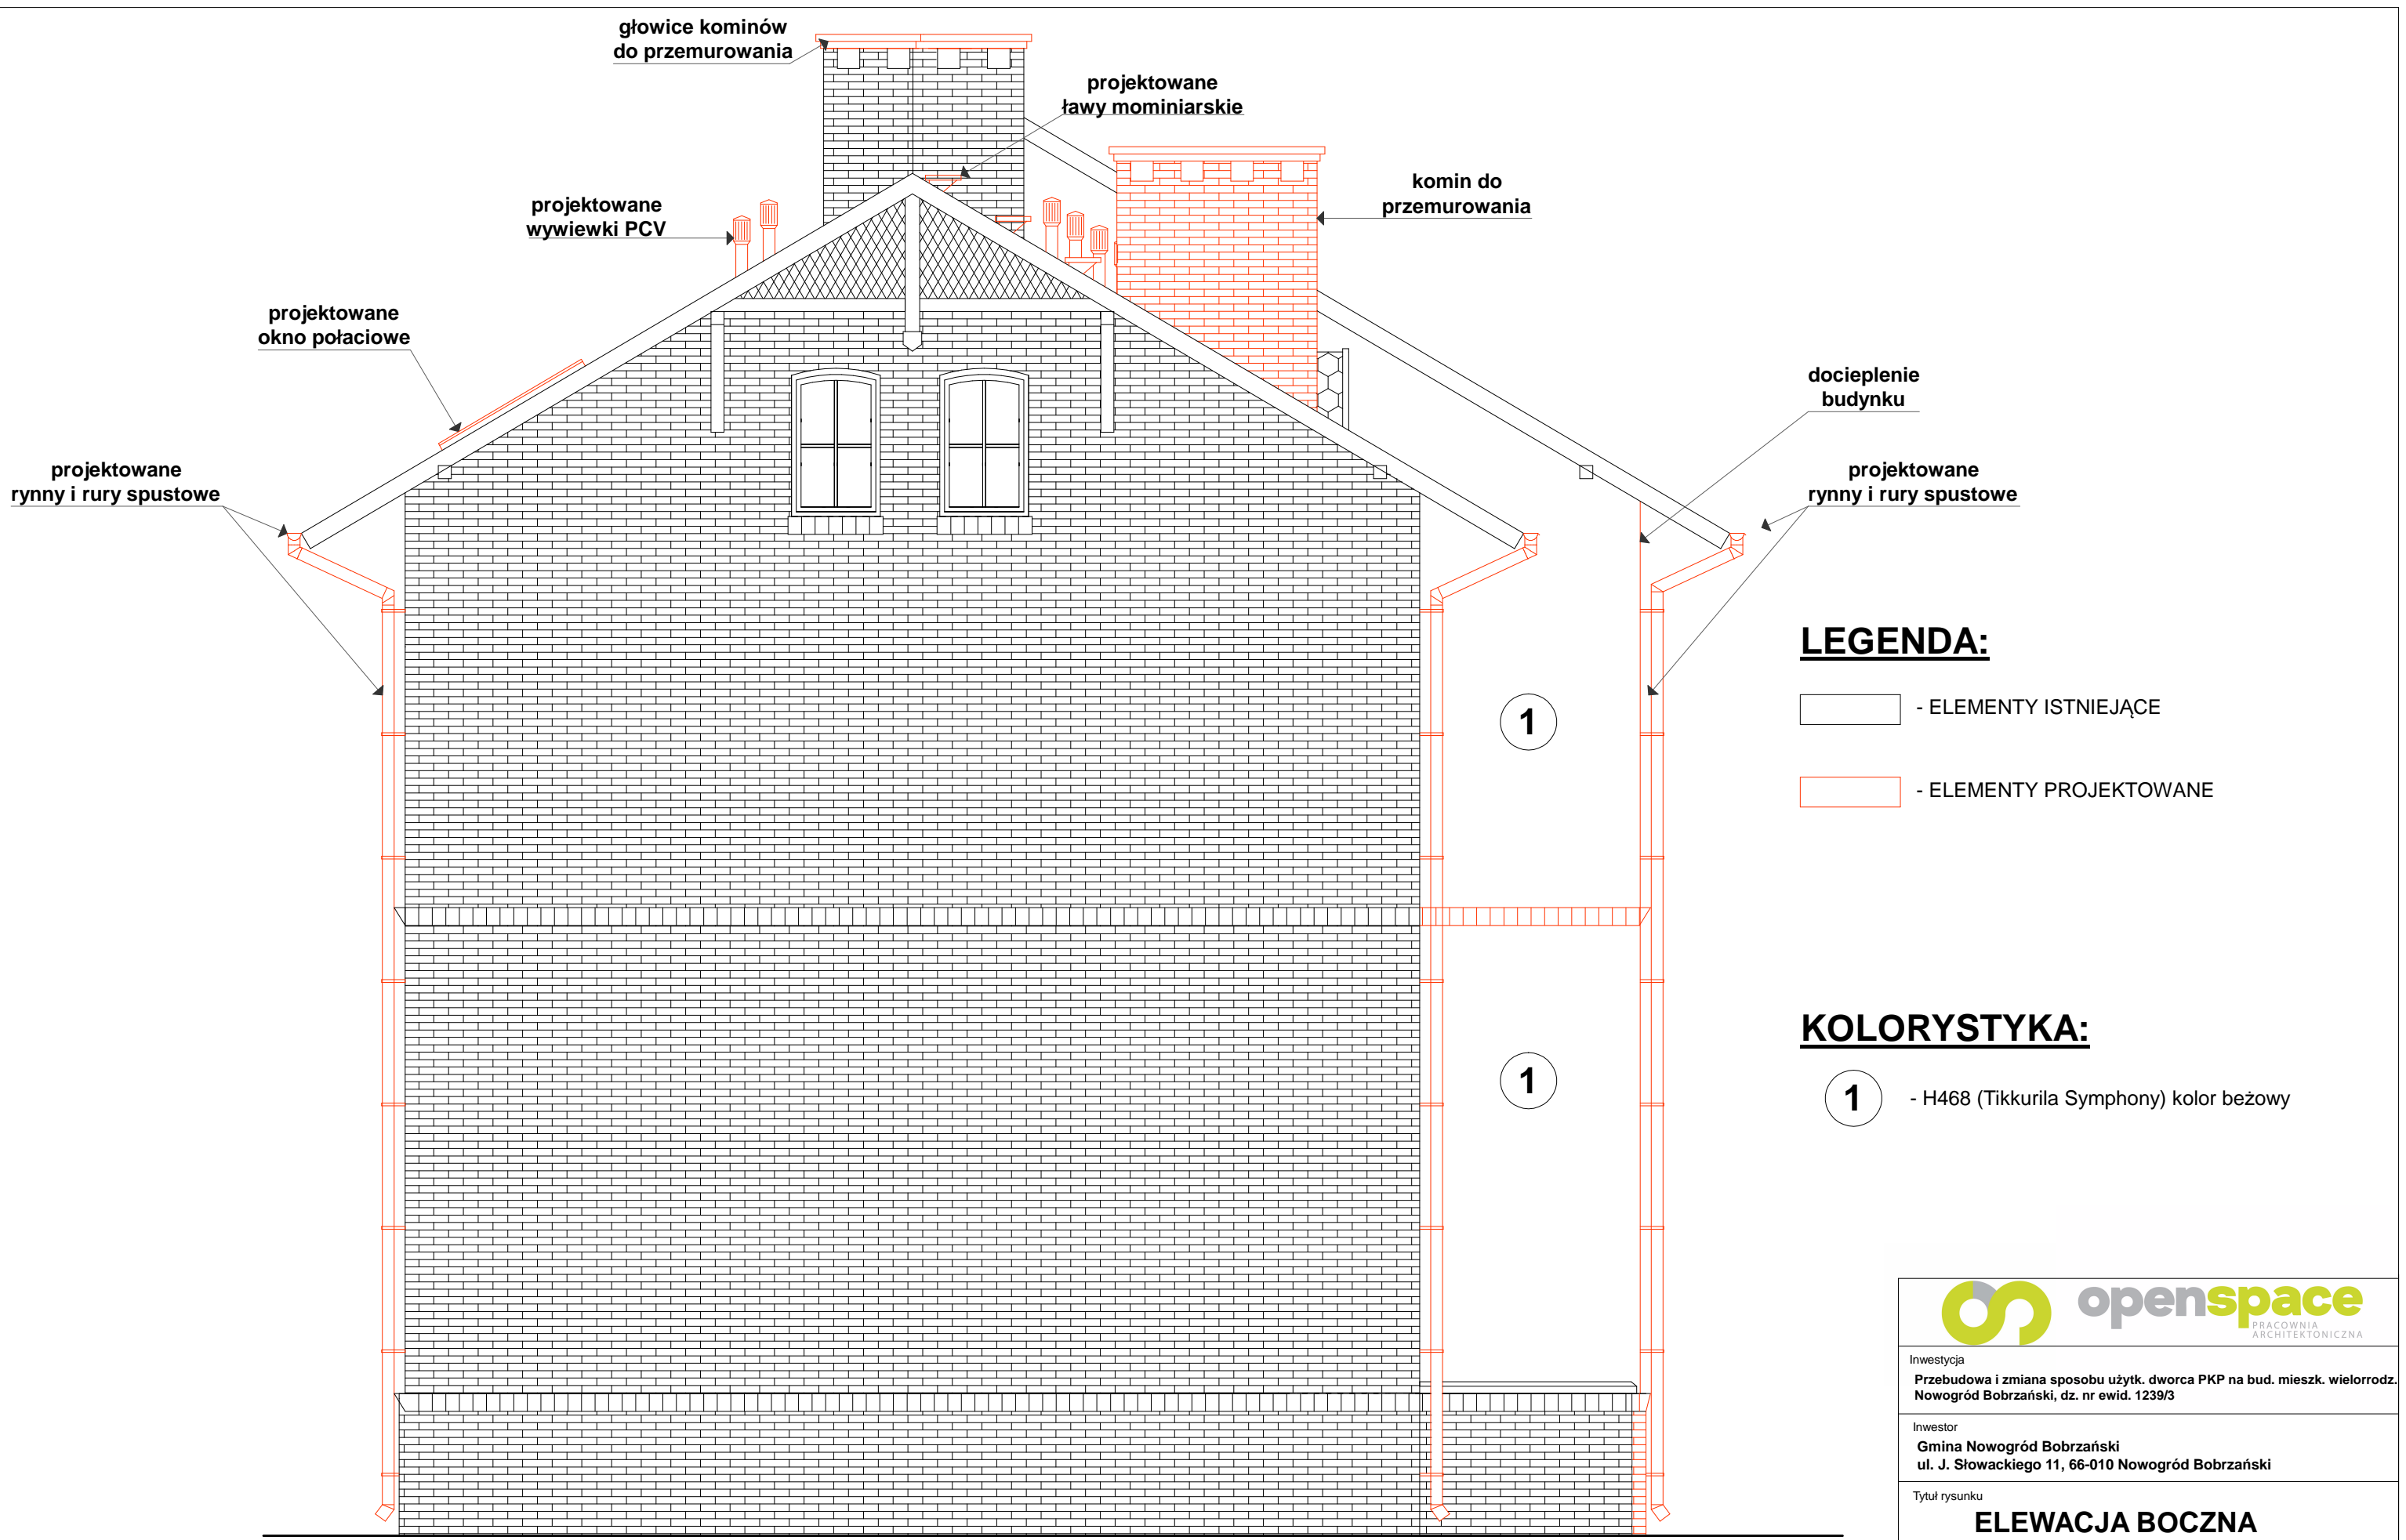 głowice kominów
do przemurowania
projektowane
ławy mominiarskie
projektowane
wywiewki PCV
komin do
przemurowania
projektowane
okno połaciowe
docieplenie
budynku
projektowane
rynny i rury spustowe
projektowane
rynny i rury spustowe
LEGENDA:
- ELEMENTY ISTNIEJĄCE
- ELEMENTY PROJEKTOWANE
1
1
KOLORYSTYKA:
1 - H468 (Tikkurila Symphony) kolor beżowy
openspace
PRACOWNIA
ARCHITEKTONICZNA
Inwestycja
Przebudowa i zmiana sposobu użytk. dworca PKP na bud. mieszk. wielorrodz.
Nowogród Bobrzański, dz. nr ewid. 1239/3
Inwestor
Gmina Nowogród Bobrzański
ul. J. Słowackiego 11, 66-010 Nowogród Bobrzański
Tytuł rysunku
ELEWACJA BOCZNA